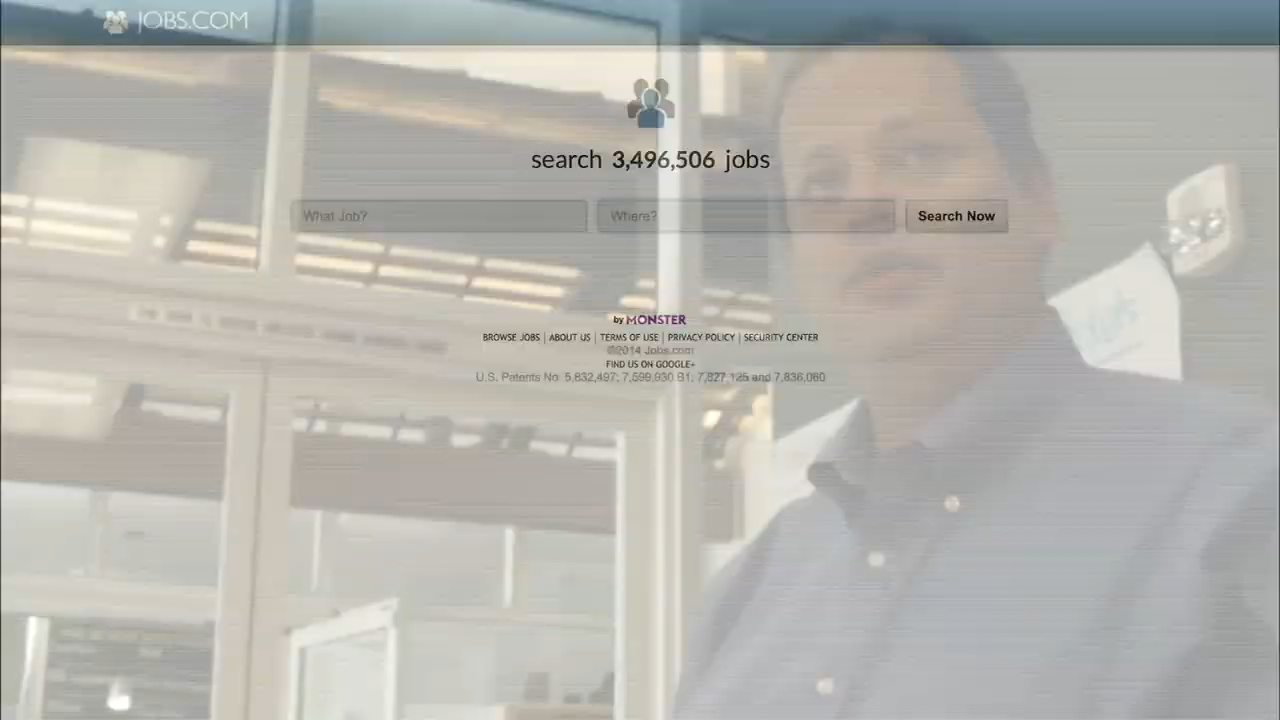 JOBS.COM
search 3,496,506 jobs
What Job? Where? Search Now
by MONSTER
BROWSE JOBS | ABOUT US | TERMS OF USE | PRIVACY POLICY | SECURITY CENTER
©2014 Jobs.com
FIND US ON GOOGLE+
U.S. Patents No. 5,832,497; 7,599,930 B1; 7,827,125 and 7,836,060